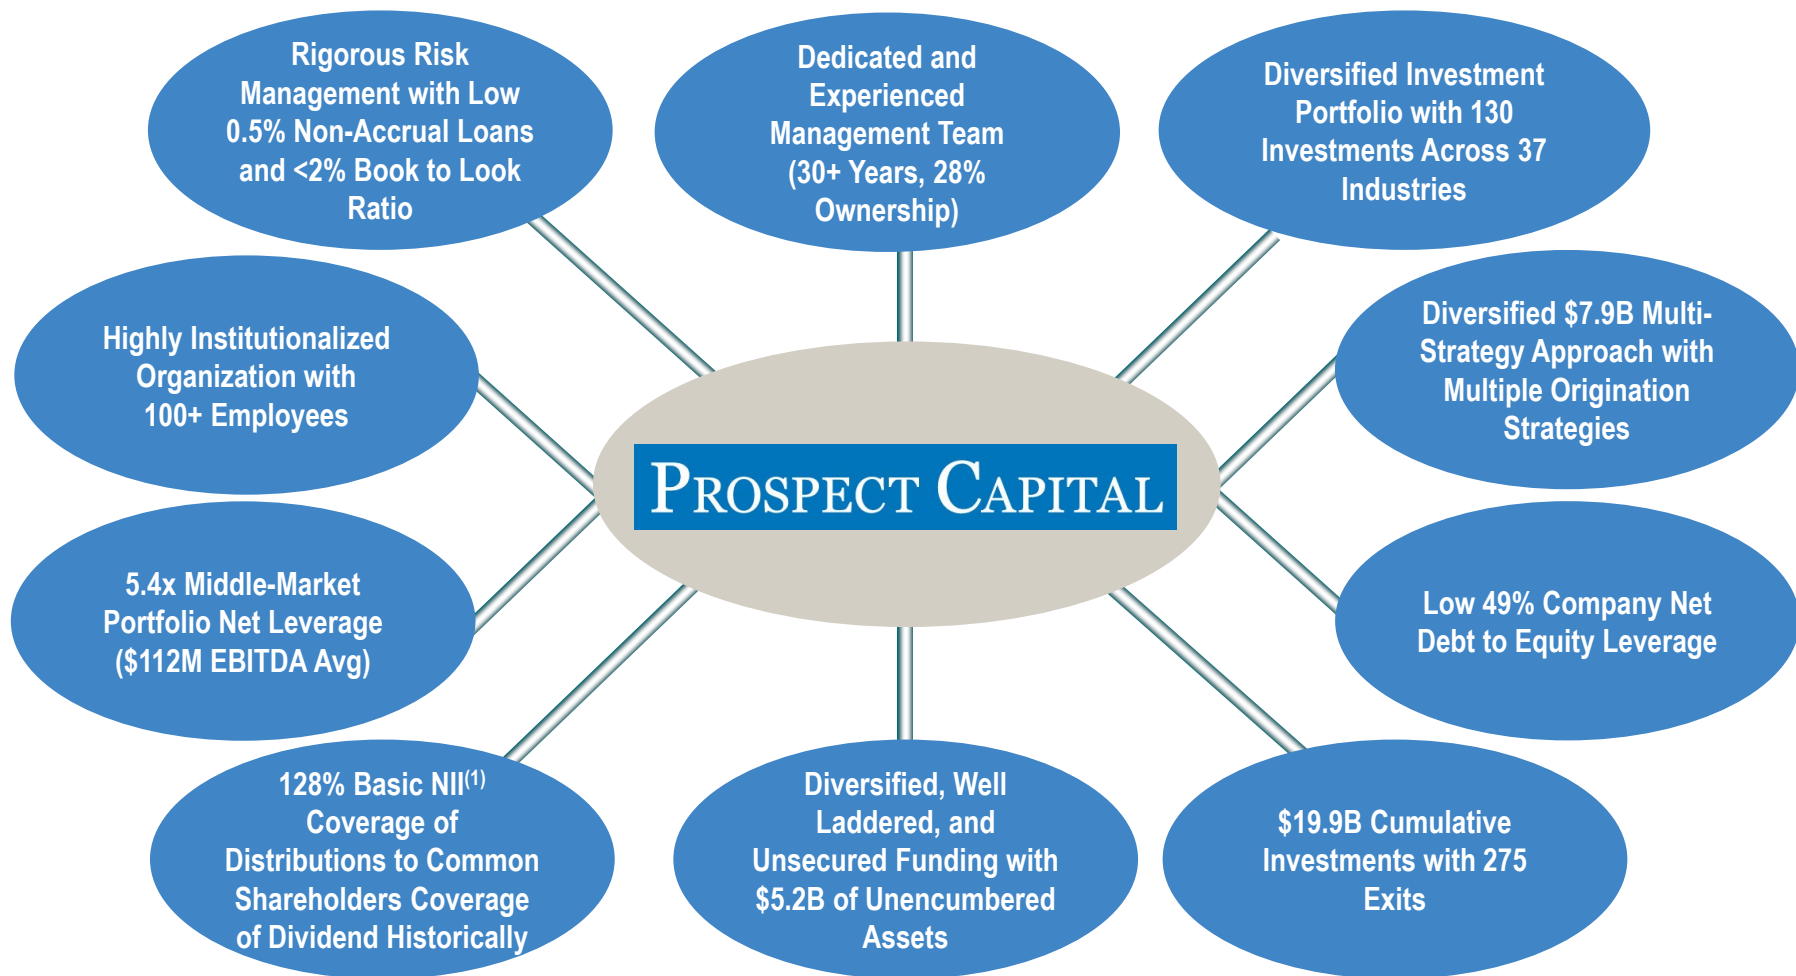 Rigorous Risk
Management with Low
0.5% Non-Accrual Loans
and <2% Book to Look
Ratio
Dedicated and
Experienced
Management Team
(30+ Years, 28%
Ownership)
Diversified Investment
Portfolio with 130
Investments Across 37
Industries
Highly Institutionalized
Organization with
100+ Employees
Diversified $7.9B Multi-
Strategy Approach with
Multiple Origination
Strategies
PROSPECT CAPITAL
5.4x Middle-Market
Portfolio Net Leverage
($112M EBITDA Avg)
Low 49% Company Net
Debt to Equity Leverage
128% Basic NII(1)
Coverage of
Distributions to Common
Shareholders Coverage
of Dividend Historically
Diversified, Well
Laddered, and
Unsecured Funding with
$5.2B of Unencumbered
Assets
$19.9B Cumulative
Investments with 275
Exits